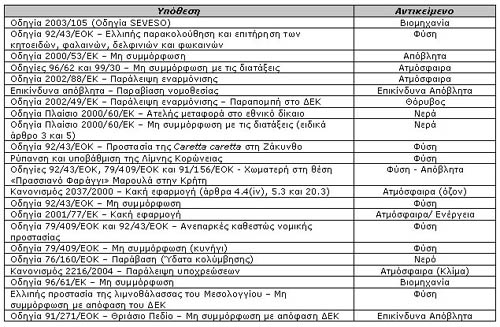 Υπόθεση Αντικείμενο
Οδηγία 2003/105 (Οδηγία SEVESO) Βιομηχανία
Οδηγία 92/43/ΕΟΚ – Ελλιπής παρακολούθηση και επιτήρηση των Φύση
κητοειδών, φαλαινών, δελφινιών και φωκαινών
Οδηγία 2000/53/ΕΚ – Μη συμμόρφωση Απόβλητα
Οδηγίες 96/62 και 99/30 – Μη συμμόρφωση με τις διατάξεις Ατμόσφαιρα
Οδηγία 2002/88/ΕΚ – Παράλειψη εναρμόνισης Ατμόσφαιρα
Επικίνδυνα απόβλητα – Παραβίαση νομοθεσίας Επικίνδυνα Απόβλητα
Οδηγία 2002/49/ΕΚ – Παράλειψη εναρμόνισης – Παραπομπή στο ΔΕΚ Θόρυβος
Οδηγία Πλαίσιο 2000/60/ΕΚ – Ατελής μεταφορά στο εθνικό δίκαιο Νερά
Οδηγία Πλαίσιο 2000/60/ΕΚ – Μη συμμόρφωση με τις διατάξεις (ειδικά Νερά
άρθρο 3 και 5)
Οδηγία 92/43/ΕΟΚ – Προστασία της Caretta caretta στη Ζάκυνθο Φύση
Ρύπανση και υποβάθμιση της Λίμνης Κορώνειας Φύση
Οδηγίες 92/43/ΕΟΚ, 79/409/ΕΟΚ και 91/156/ΕΟΚ - Χωματερή στη θέση Φύση - Απόβλητα
«Πρασσιανό Φαράγγι» Μαρουλά στην Κρήτη
Κανονισμός 2037/2000 – Κακή εφαρμογή (άρθρα 4.4(iv), 5.3 και 20.3) Ατμόσφαιρα (όζον)
Οδηγία 92/43/ΕΟΚ – Μη συμμόρφωση Φύση
Οδηγία 2001/77/ΕΚ – Κακή εφαρμογή Ατμόσφαιρα/ Ενέργεια
Οδηγία 79/409/ΕΟΚ και 92/43/ΕΟΚ – Ανεπαρκές καθεστώς νομικής Φύση
προστασίας
Οδηγία 79/409/ΕΟΚ – Μη συμμόρφωση (κυνήγι) Φύση
Οδηγία 76/160/ΕΟΚ – Παράβαση (Ύδατα κολύμβησης) Νερό
Κανονισμός 2216/2004 – Παράλειψη υποχρεώσεων Ατμόσφαιρα (Κλίμα)
Οδηγία 96/61/ΕΚ – Μη συμμόρφωση Βιομηχανία
Ελλιπής προστασία της λιμνοθάλασσας του Μεσολογγίου – Μη Φύση
συμμόρφωση με απόφαση του ΔΕΚ
Οδηγία 91/271/ΕΟΚ – Θριάσιο Πεδίο – Μη συμμόρφωση με απόφαση ΔΕΚ Επικίνδυνα Απόβλητα